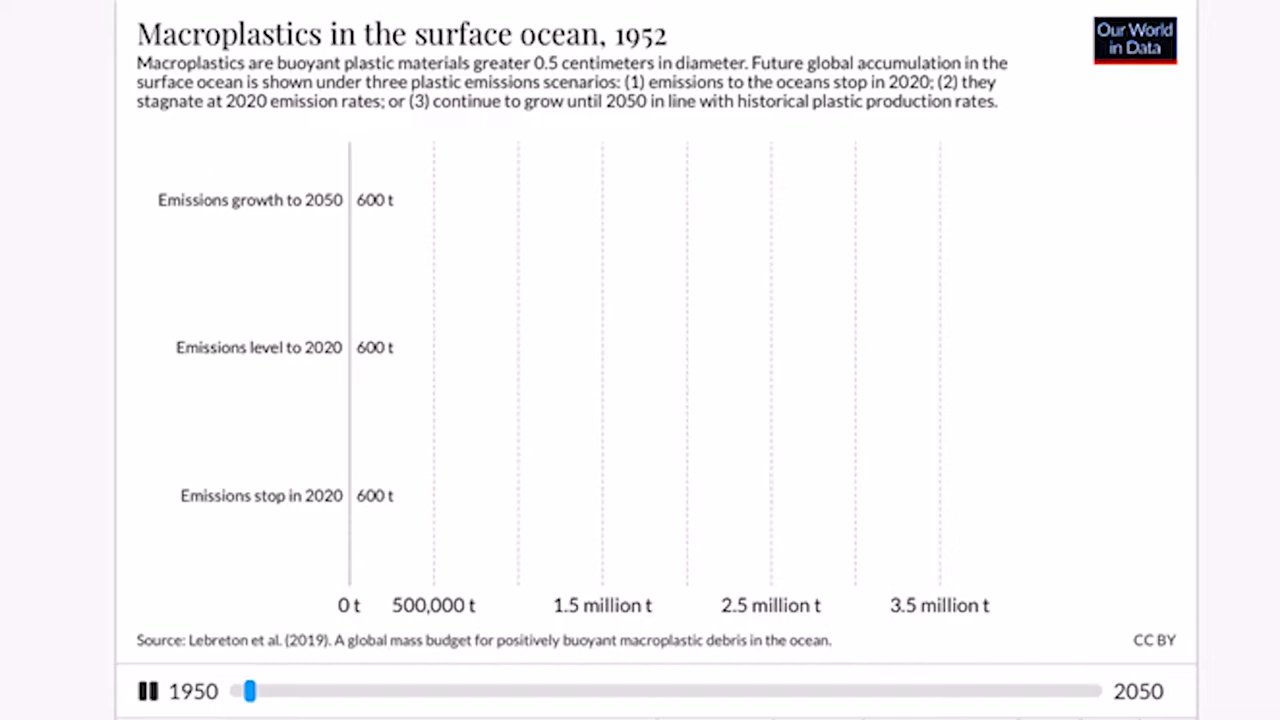 Macroplastics in the surface ocean, 1952
Our World
in Data
Macroplastics are buoyant plastic materials greater 0.5 centimeters in diameter. Future global accumulation in the
surface ocean is shown under three plastic emissions scenarios: (1) emissions to the oceans stop in 2020; (2) they
stagnate at 2020 emission rates; or (3) continue to grow until 2050 in line with historical plastic production rates.
Emissions growth to 2050 600 t
Emissions level to 2020 600 t
Emissions stop in 2020 600 t
0 t 500,000 t 1.5 million t 2.5 million t 3.5 million t
Source: Lebreton et al. (2019). A global mass budget for positively buoyant macroplastic debris in the ocean. CC BY
1950 2050